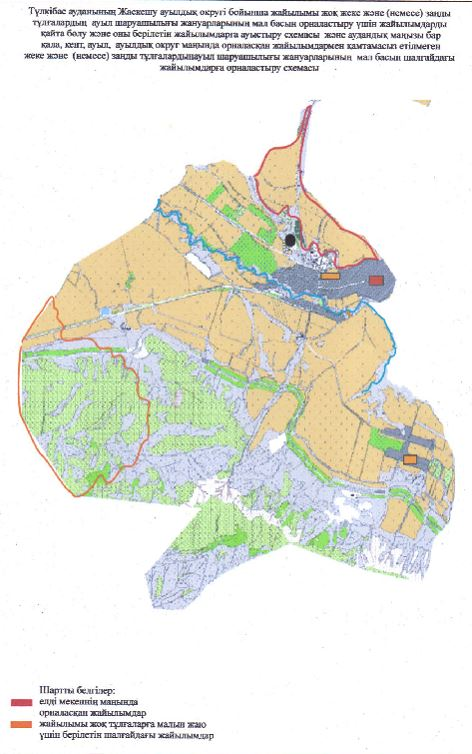 Түлкібас ауданының Жаскешу ауылдық округі бойынша жайылымы жоқ жеке және (немесе) заңды
тұлғалардың ауыл шаруашылығы жануарларының мал басын орналастыру үшін жайылымдарды
қайта бөлу және оны берілетін жайылымдарға ауыстыру схемасы және аудандық маңызы бар
қала, кент, ауыл, ауылдық округ маңында орналасқан жайылымдармен қамтамасыз етілмеген
жеке және (немесе) заңды тұлғалардыңауыл шаруашылығы жануарларының мал басын шалғайдағы
жайылымдарға орналастыру схемасы
Шартты белгілер:
елді мекеннің маңында
орналасқан жайылымдар
жайылымы жоқ тұлғаларға малын жаю
үшін берілетін шалғайдағы жайылымдар